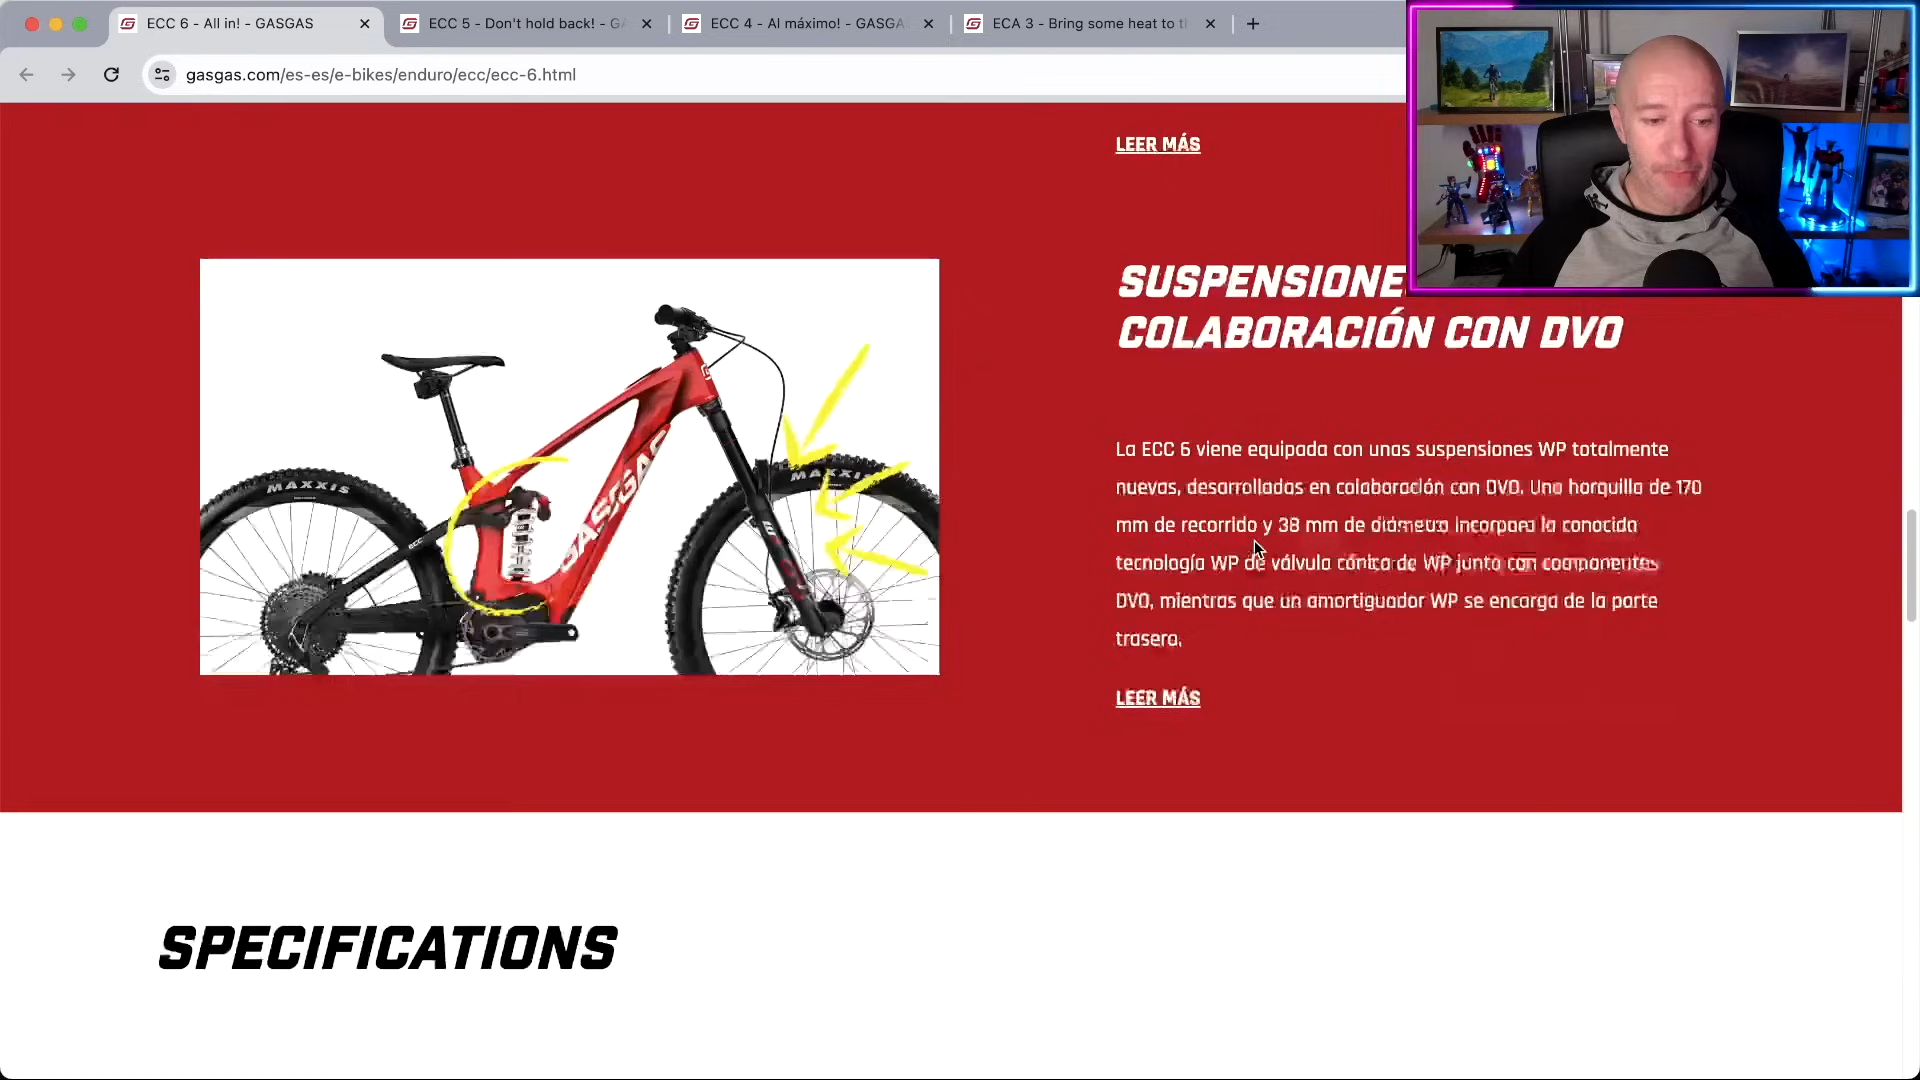 ECC 6 - All in! - GASGAS
ECC 5 - Don't hold back! - GA
ECC 4 - Al máximo! - GASGA
ECA 3 - Bring some heat to th
gasgas.com/es-es/e-bikes/enduro/ecc/ecc-6.html
LEER MÁS
SUSPENSIONE
COLABORACIÓN CON DVO
La ECC 6 viene equipada con unas suspensiones WP totalmente
nuevas, desarrolladas en colaboración con DVO. Una horquilla de 170
mm de recorrido y 38 mm de diámetro incorpora la conocida
tecnología WP de válvula cónica de WP junto con componentes
DVO, mientras que un amortiguador WP se encarga de la parte
trasera.
LEER MÁS
MAXXIS
MAXXIS
GASGAS
ECC
SPECIFICATIONS